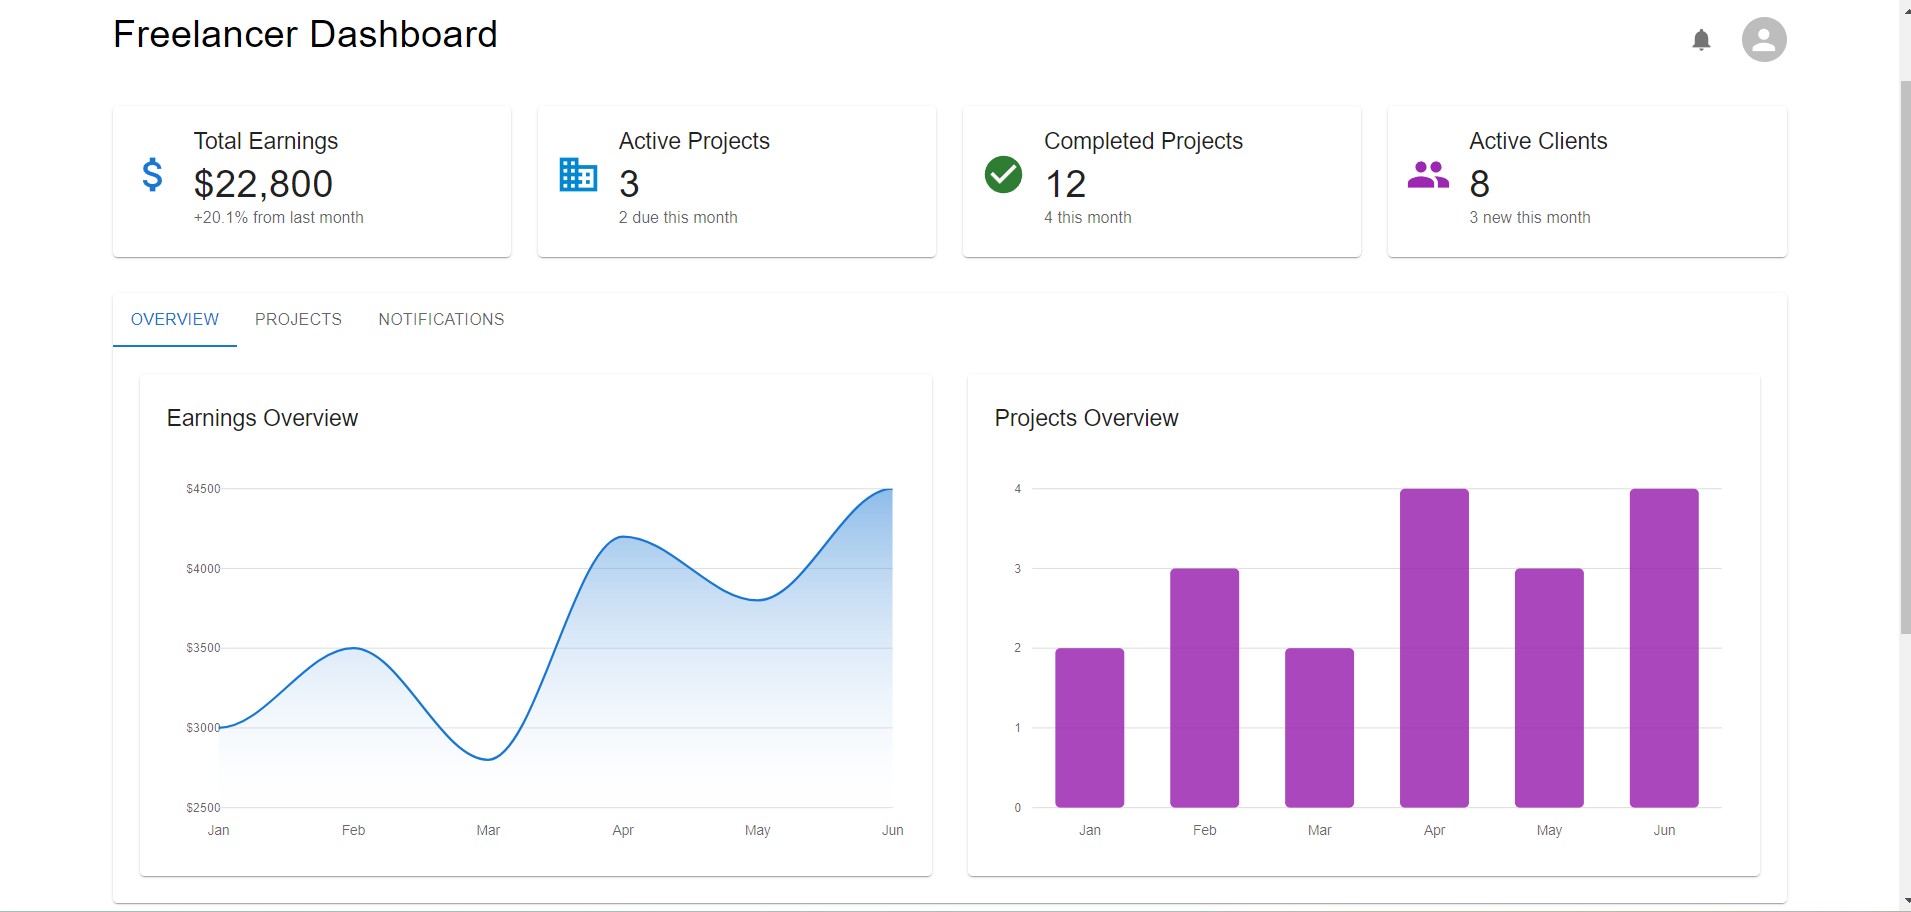 Freelancer Dashboard
Total Earnings
$22,800
+20.1% from last month
Active Projects
3
2 due this month
Completed Projects
12
4 this month
Active Clients
8
3 new this month
OVERVIEW PROJECTS NOTIFICATIONS
Earnings Overview
$4500
$4000
$3500
$3000
$2500
Jan Feb Mar Apr May Jun
Projects Overview
4
3
2
1
0
Jan Feb Mar Apr May Jun